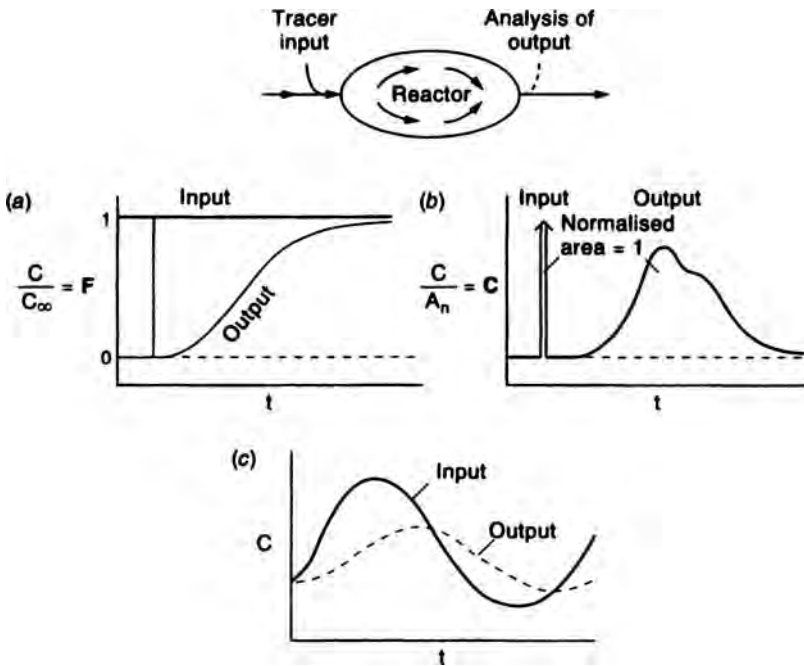 Tracer
input
Analysis of
output
Reactor
(a)
Input
1
C
C∞
= F
Output
0
t
(b)
Input
Output
Normalised
area = 1
C
An
= C
t
(c)
Input
C
Output
t